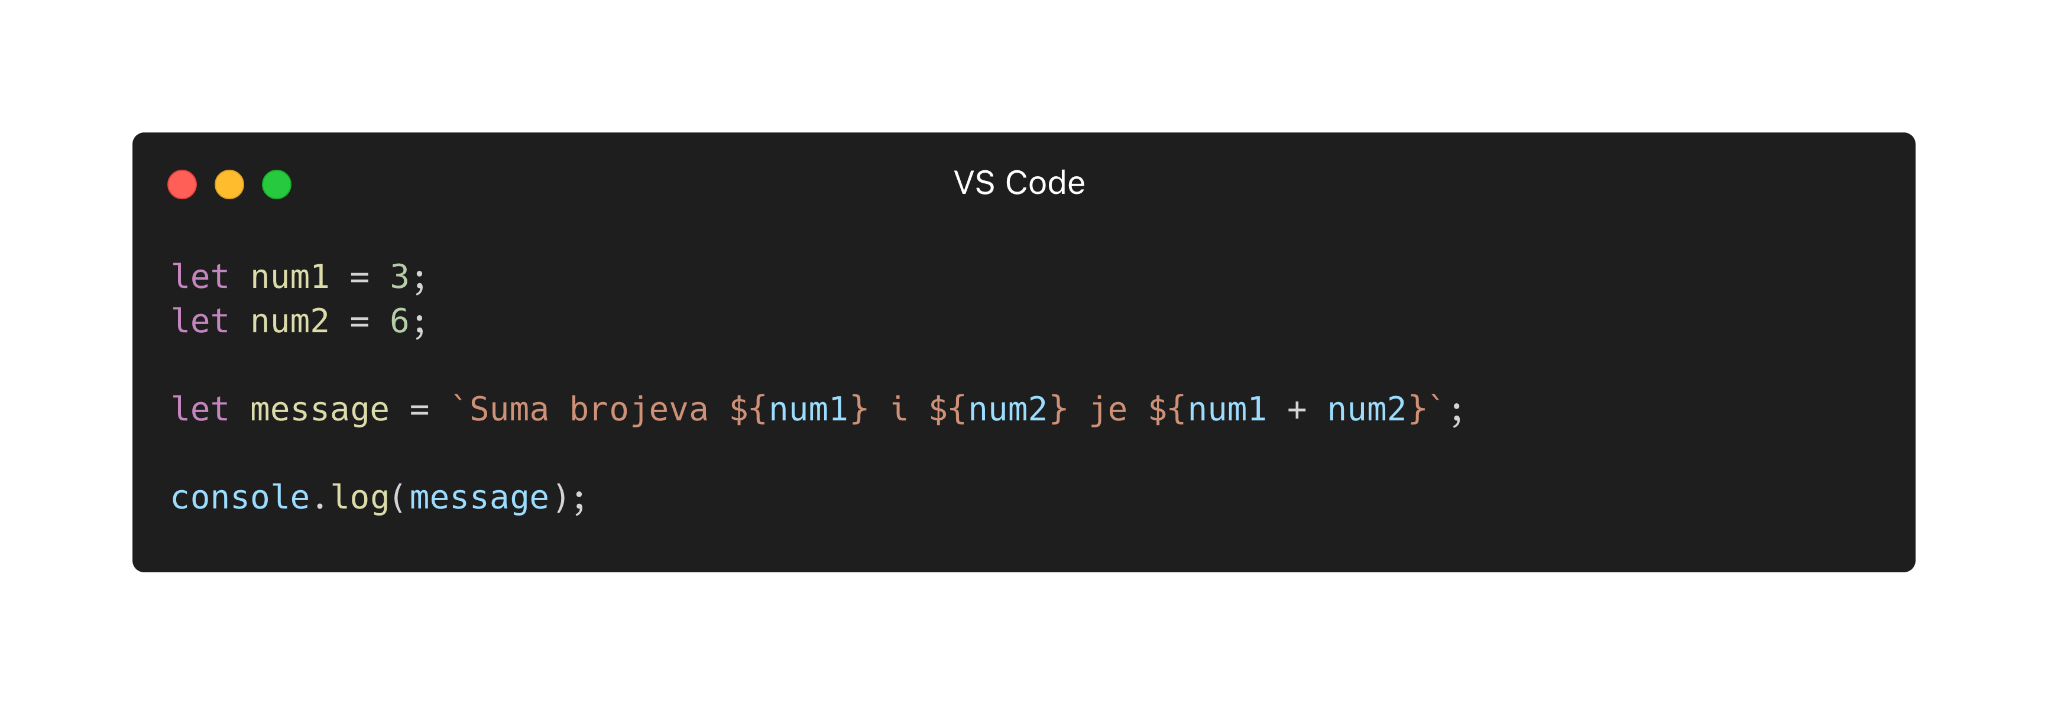 VS Code
let num1 = 3;
let num2 = 6;
let message = `Suma brojeva ${num1} i ${num2} je ${num1 + num2}`;
console.log(message);